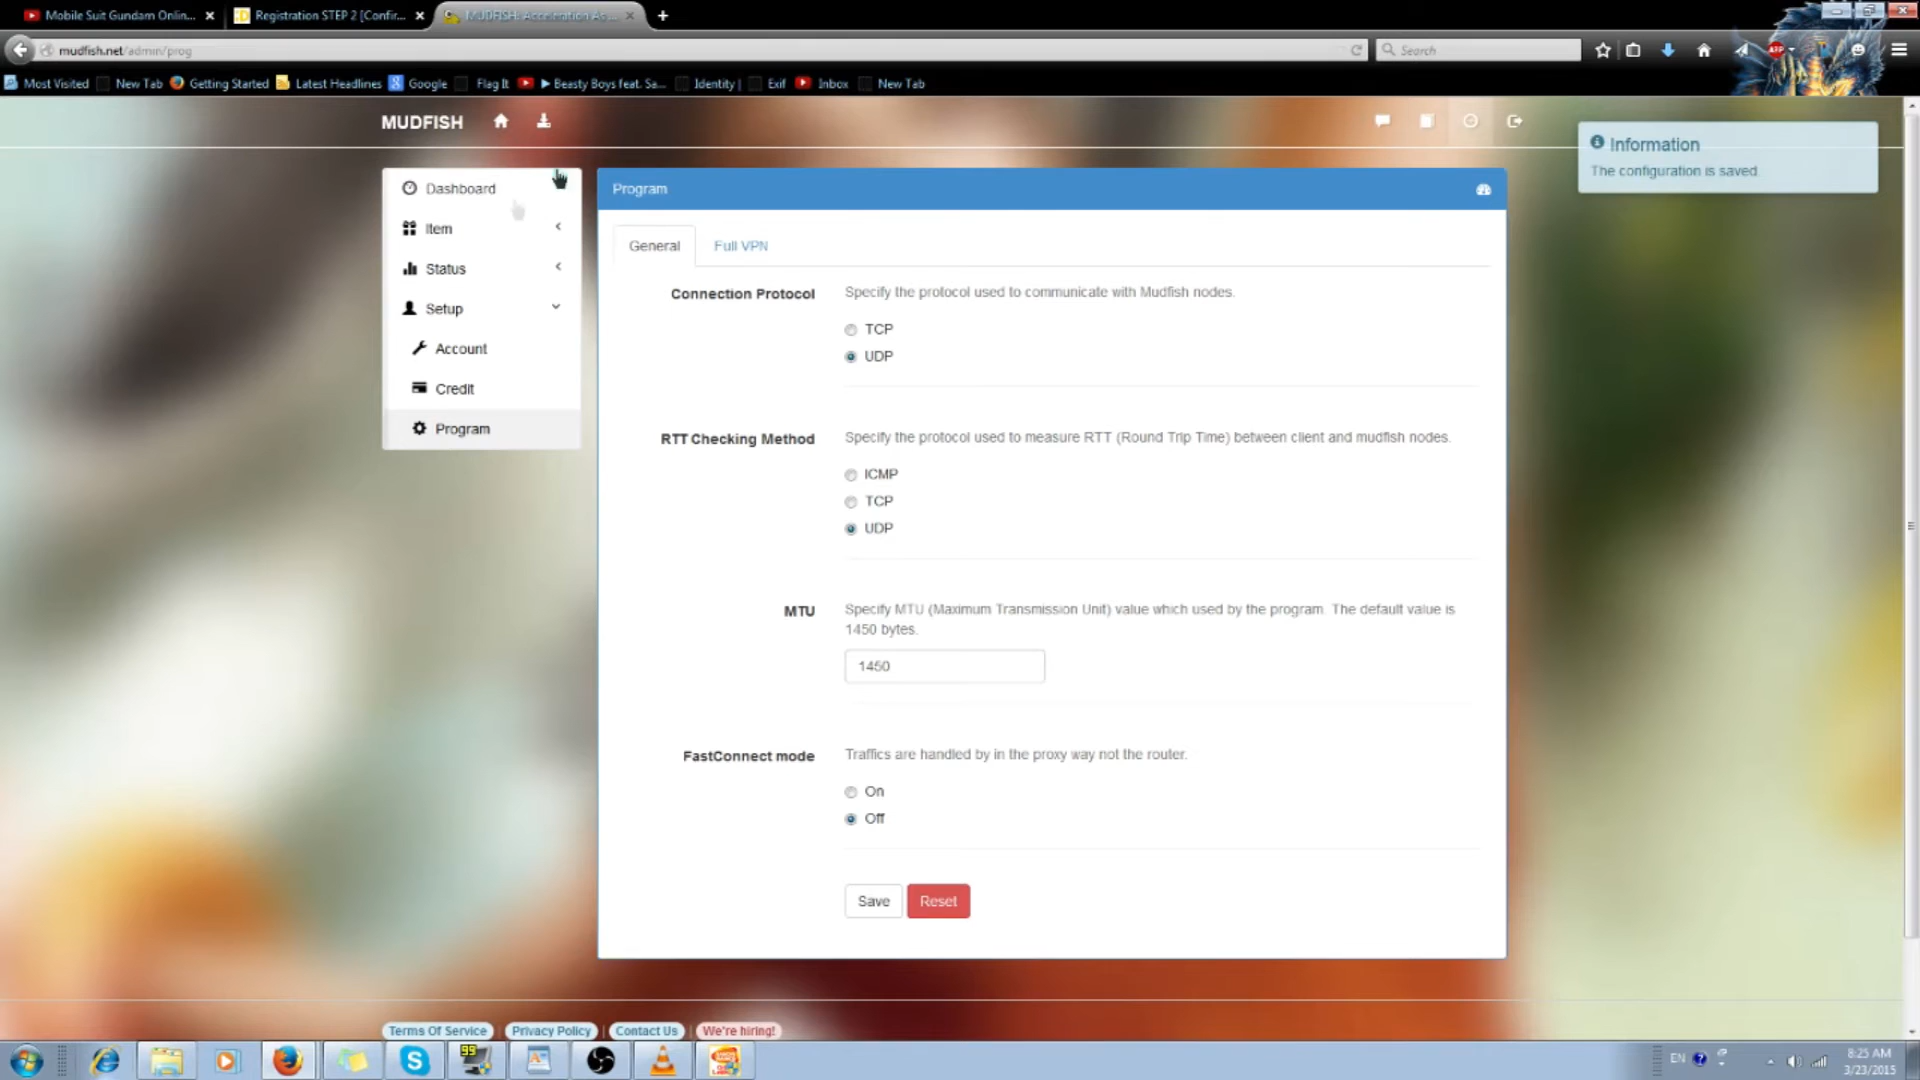 Mobile Suit Gundam Onlin...
Registration STEP 2 [Confir...
MUDFISH: Acceleration As...
mudfish.net/admin/prog
Search
ABP
Most Visited New Tab Getting Started Latest Headlines Google Flag It ▶ Beasty Boys feat. Sa... Identity | Exif Inbox New Tab
MUDFISH
Information
The configuration is saved.
Dashboard
Item
Status
Setup
Account
Credit
Program
Program
General Full VPN
Connection Protocol
Specify the protocol used to communicate with Mudfish nodes.
TCP
UDP
RTT Checking Method
Specify the protocol used to measure RTT (Round Trip Time) between client and mudfish nodes.
ICMP
TCP
UDP
MTU
Specify MTU (Maximum Transmission Unit) value which used by the program. The default value is
1450 bytes.
1450
FastConnect mode
Traffics are handled by in the proxy way not the router.
On
Off
Save Reset
Terms Of Service | Privacy Policy | Contact Us | We're hiring!
99
EN
8:25 AM
3/23/2015